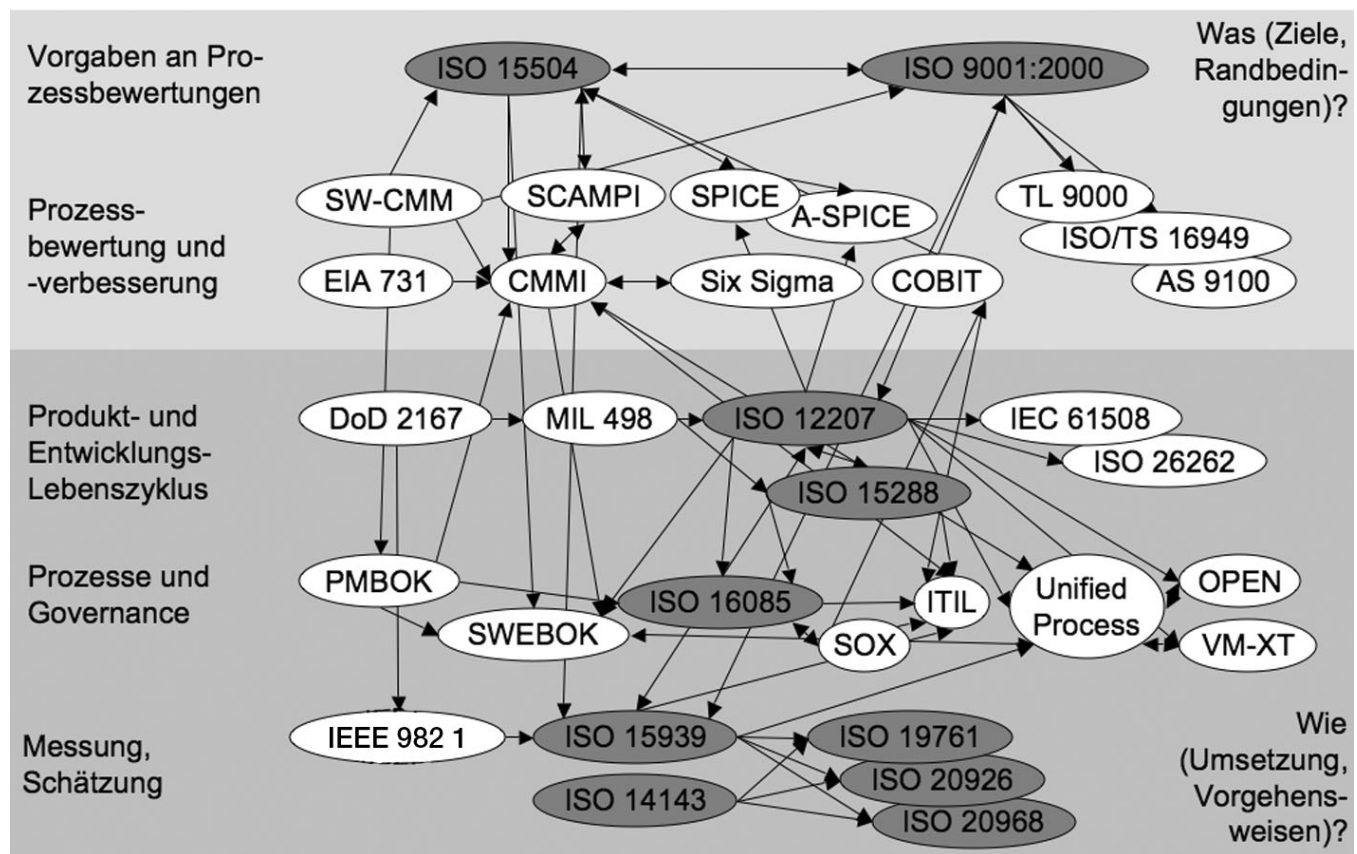 Vorgaben an Pro-
zessbewertungen
ISO 15504
ISO 9001:2000
Was (Ziele,
Randbedin-
gungen)?
Prozess-
bewertung und
-verbesserung
SW-CMM
SCAMPI
SPICE
A-SPICE
TL 9000
ISO/TS 16949
AS 9100
EIA 731
CMMI
Six Sigma
COBIT
Produkt- und
Entwicklungs-
Lebenszyklus
DoD 2167
MIL 498
ISO 12207
IEC 61508
ISO 26262
ISO 15288
Prozesse und
Governance
PMBOK
SWEBOK
ISO 16085
SOX
ITIL
Unified
Process
OPEN
VM-XT
Messung,
Schätzung
IEEE 982 1
ISO 15939
ISO 14143
ISO 19761
ISO 20926
ISO 20968
Wie
(Umsetzung,
Vorgehens-
weisen)?